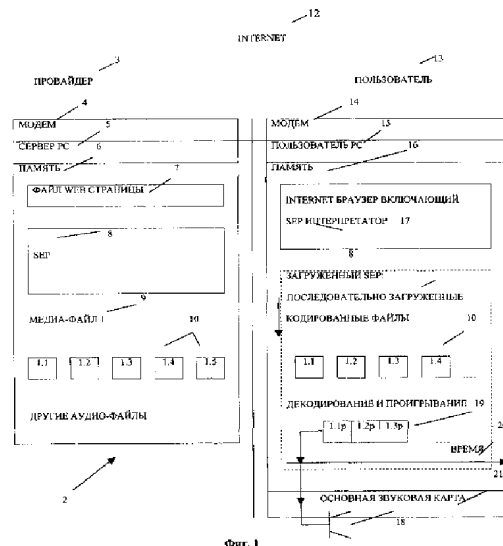 12
INTERNET
3
13
ПРОВАЙДЕР
ПОЛЬЗОВАТЕЛЬ
4
14
МОДЕМ
5
МОДЕМ
15
СЕРВЕР PC
6
ПОЛЬЗОВАТЕЛЬ PC
16
ПАМЯТЬ
7
ПАМЯТЬ
ФАЙЛ WEB СТРАНИЦЫ
INTERNET БРАУЗЕР ВКЛЮЧАЮЩИЙ
SEP ИНТЕРПРЕТАТОР 17
8
SEP
8
ЗАГРУЖЕННЫЙ SEP
9
ПОСЛЕДОВАТЕЛЬНО ЗАГРУЖЕННЫЕ
МЕДИА-ФАЙЛ 1
10
КОДИРОВАННЫЕ ФАЙЛЫ 10
1.1 1.2 1.3 1.4 1.5
1.1 1.2 1.3 1.4
ДЕКОДИРОВАНИЕ И ПРОИГРЫВАНИЕ 19
ДРУГИЕ АУДИО-ФАЙЛЫ
1.1p 1.2p 1.3p
ВРЕМЯ
21
2
ОСНОВНАЯ ЗВУКОВАЯ КАРТА
18
Фиг. 1